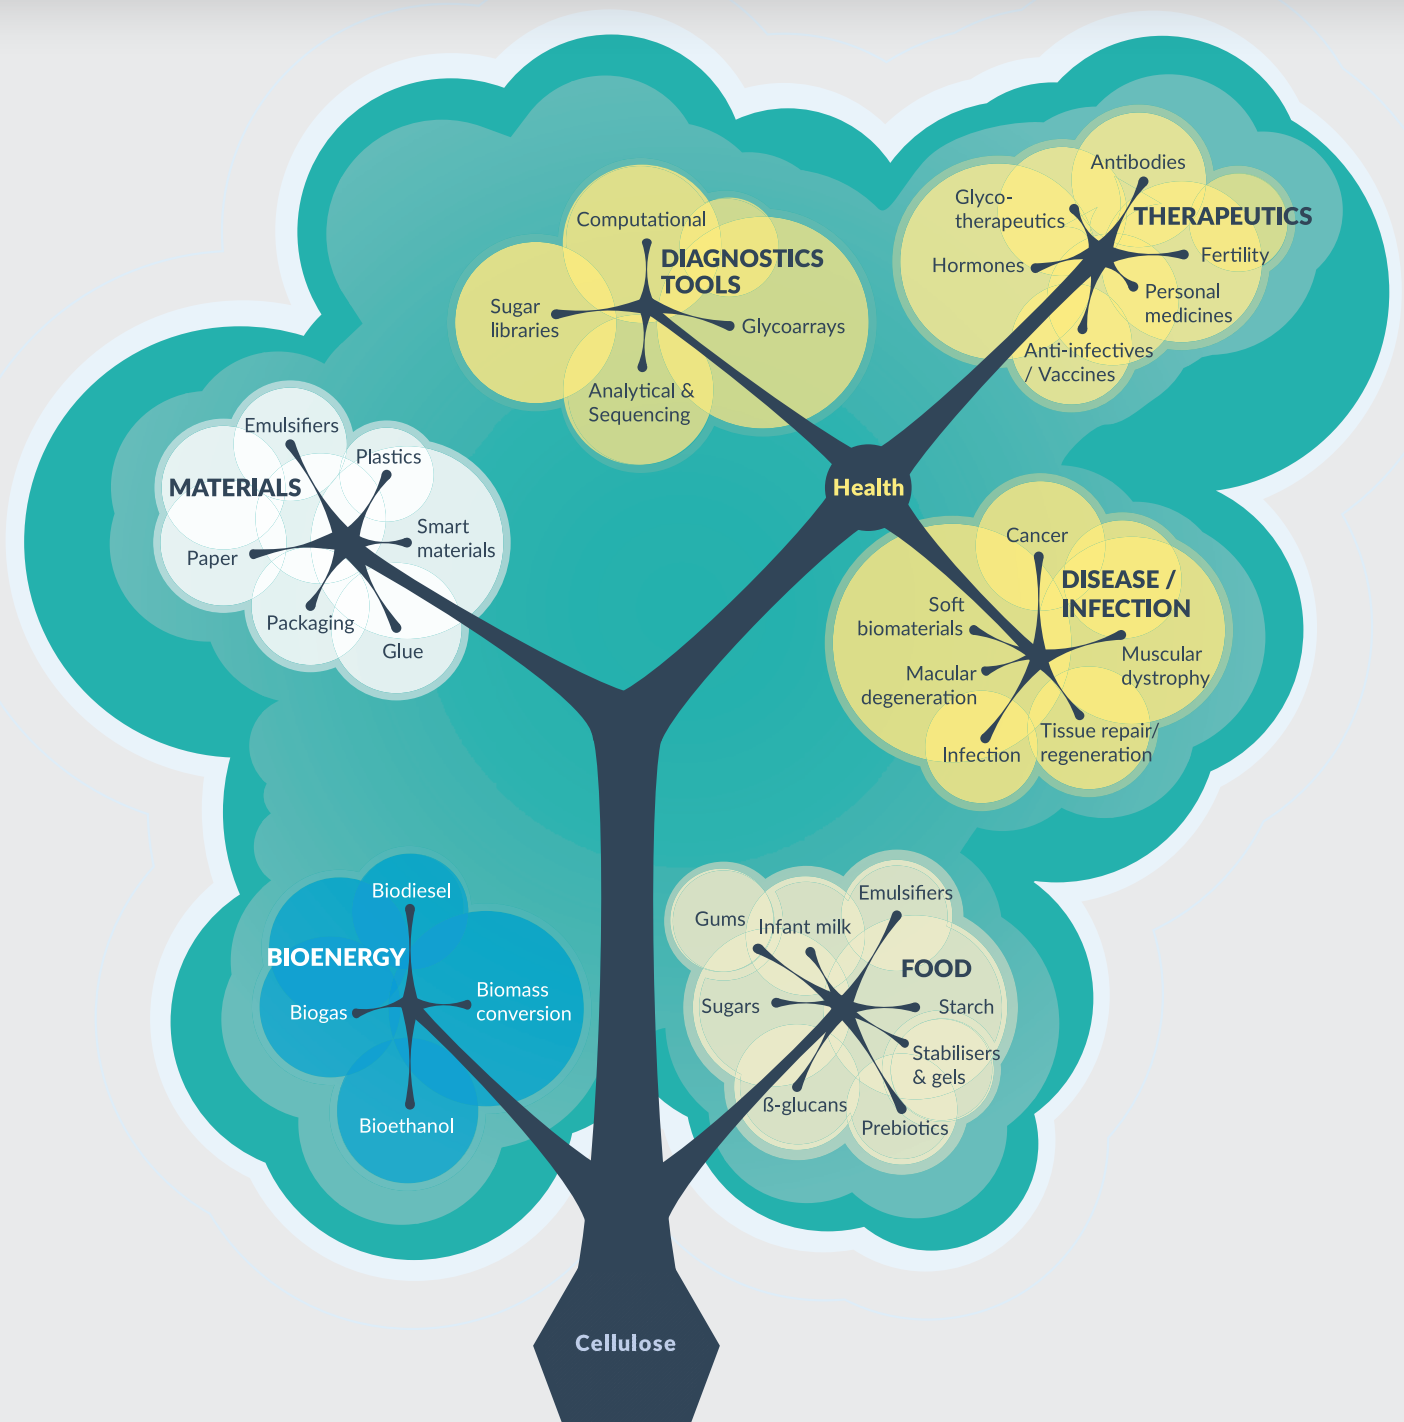 Antibodies
Glyco-
therapeutics
THERAPEUTICS
Hormones
Fertility
Personal
medicines
Anti-infectives
/ Vaccines
Computational
DIAGNOSTICS
TOOLS
Sugar
libraries
Glycoarrays
Analytical &
Sequencing
Emulsifiers
Plastics
MATERIALS
Smart
materials
Paper
Packaging
Glue
Health
Cancer
DISEASE /
INFECTION
Soft
biomaterials
Muscular
dystrophy
Macular
degeneration
Tissue repair/
regeneration
Infection
Biodiesel
BIOENERGY
Biogas
Biomass
conversion
Bioethanol
Emulsifiers
Gums
Infant milk
FOOD
Sugars
Starch
Stabilisers
& gels
ß-glucans
Prebiotics
Cellulose